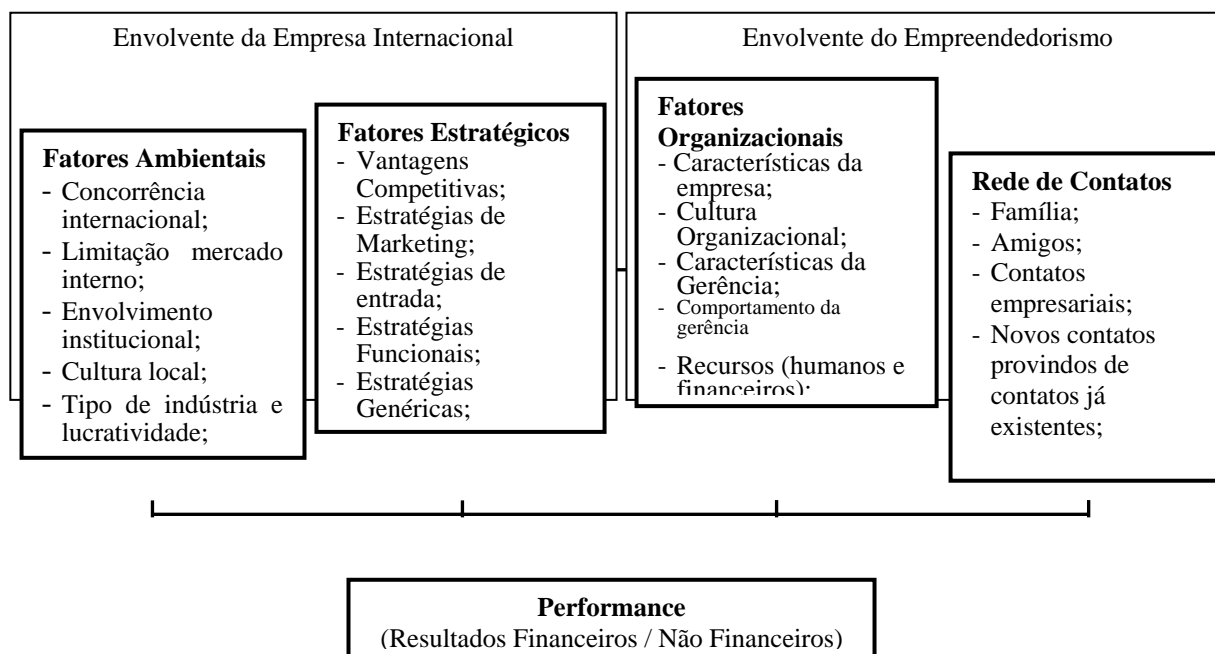 Envolvente da Empresa Internacional
Envolvente do Empreendedorismo
Fatores Ambientais
- Concorrência
internacional;
- Limitação mercado
interno;
- Envolvimento
institucional;
- Cultura local;
- Tipo de indústria e
lucratividade;
Fatores Estratégicos
- Vantagens
Competitivas;
- Estratégias de
Marketing;
- Estratégias de
entrada;
- Estratégias
Funcionais;
- Estratégias
Genéricas;
Fatores
Organizacionais
- Características da
empresa;
- Cultura
Organizacional;
- Características da
Gerência;
- Comportamento da
gerência
- Recursos (humanos e
financeiros);
Rede de Contatos
- Família;
- Amigos;
- Contatos
empresariais;
- Novos contatos
provindos de
contatos já
existentes;
Performance
(Resultados Financeiros / Não Financeiros)